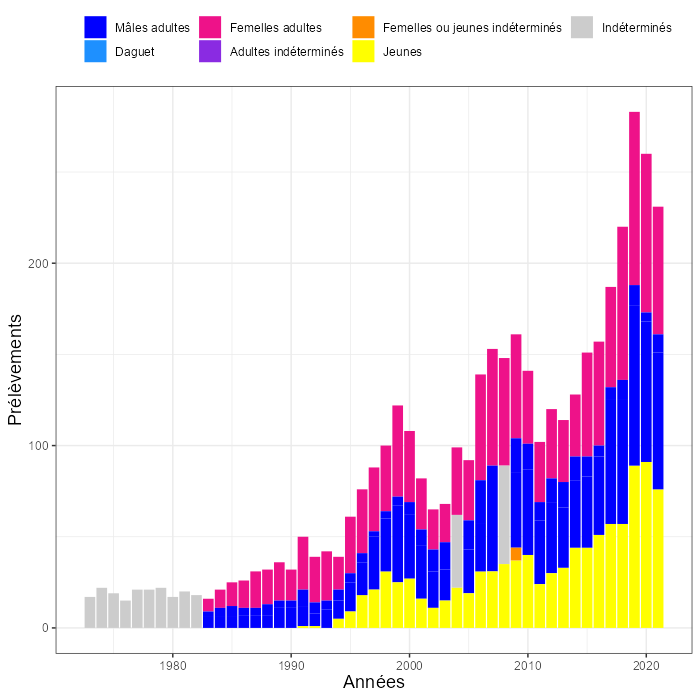 Mâles adultes Femelles adultes Femelles ou jeunes indéterminés Indéterminés
Daguet Adultes indéterminés Jeunes
200
100
0
Prélèvements
1980 1990 2000 2010 2020
Années